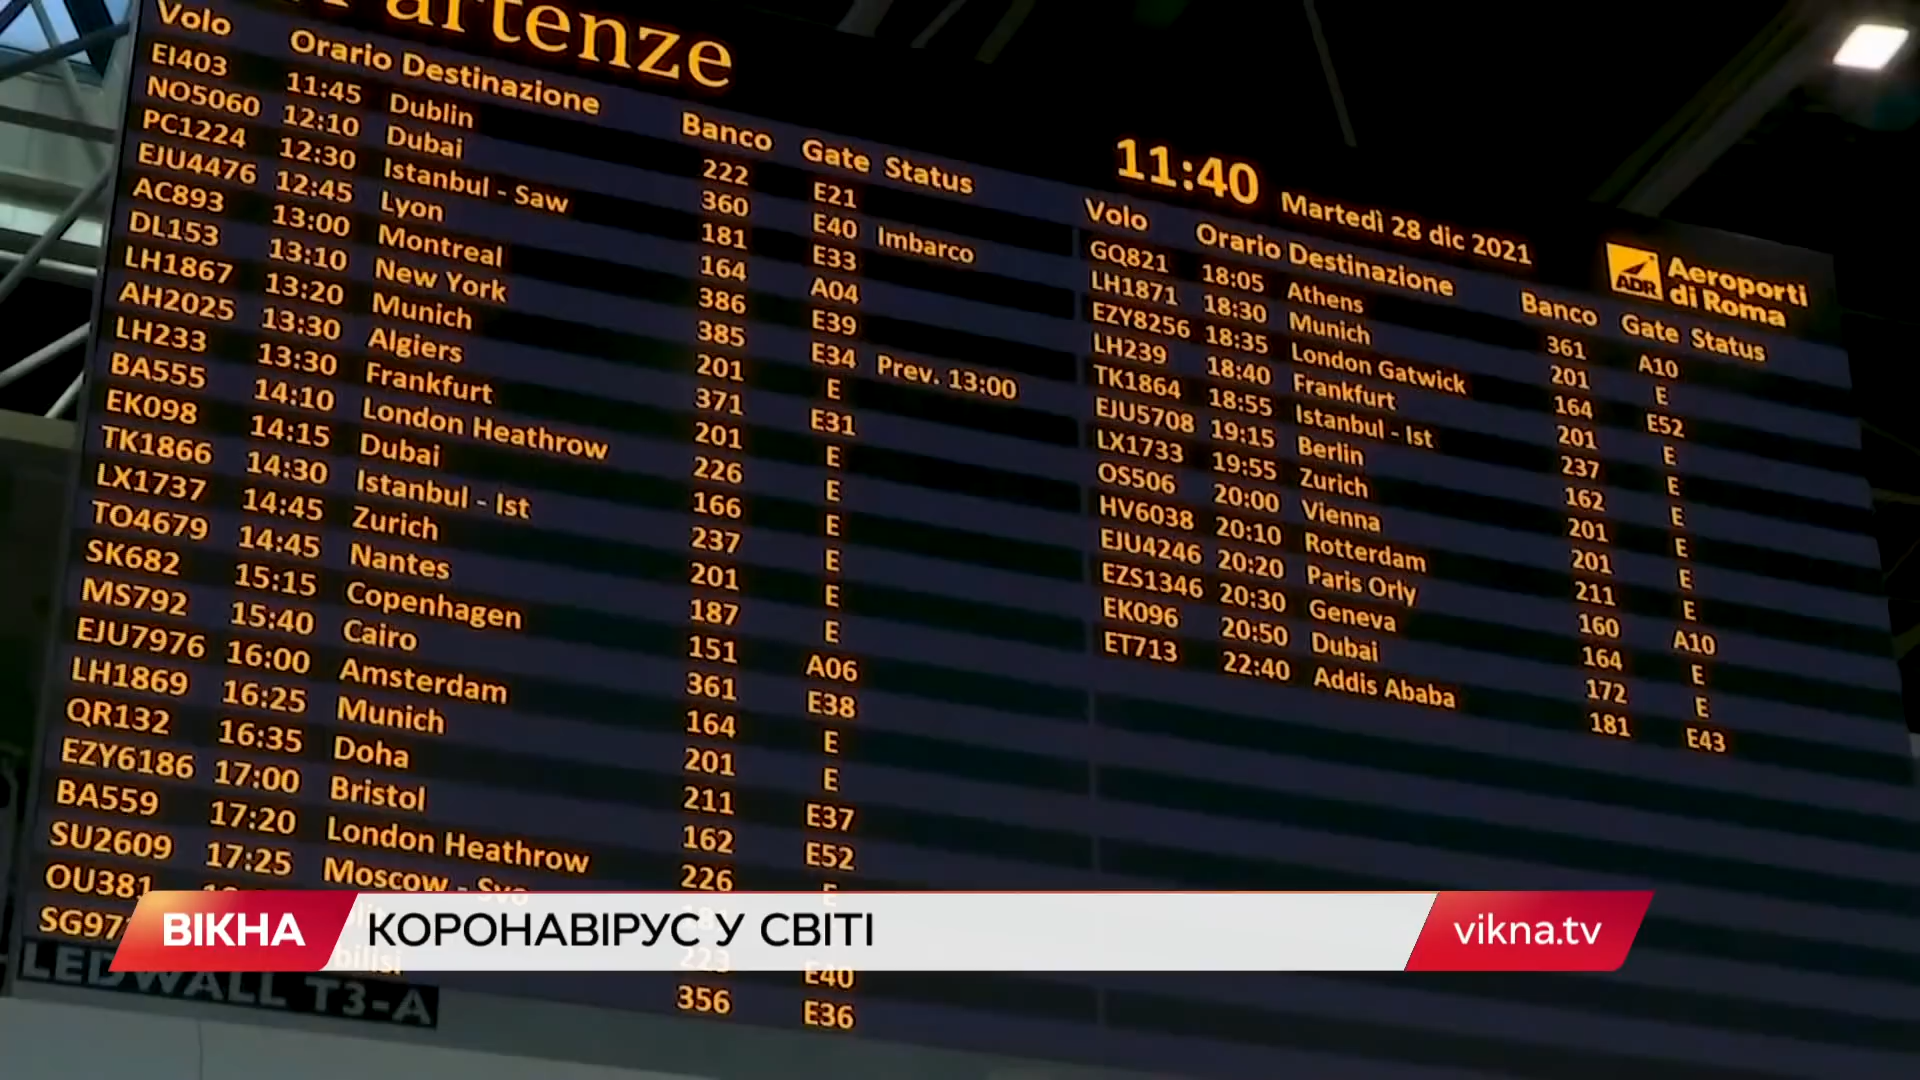 Partenze
Volo Orario Destinazione Banco Gate Status
EI403 11:45 Dublin 222 E21
NO5060 12:10 Dubai 360 E40 Imbarco
PC1224 12:30 Istanbul - Saw 181 E33
EJU4476 12:45 Lyon 164 A04
AC893 13:00 Montreal 386 E39
DL153 13:10 New York 385 E34 Prev. 13:00
LH1867 13:20 Munich 201 E
AH2025 13:30 Algiers 371 E31
LH233 13:30 Frankfurt 201 E
BA555 14:10 London Heathrow 226 E
EK098 14:15 Dubai 166 E
TK1866 14:30 Istanbul - Ist 237 E
LX1737 14:45 Zurich 201 E
TO4679 14:45 Nantes 187 E
SK682 15:15 Copenhagen 151 A06
MS792 15:40 Cairo 361 E38
EJU7976 16:00 Amsterdam 164 E
LH1869 16:25 Munich 201 E
QR132 16:35 Doha 211 E37
EZY6186 17:00 Bristol 162 E52
BA559 17:20 London Heathrow 226 E
SU2609 17:25 Moscow - Svo
OU381 223 E40
356 E36
LEDWALL T3-A
11:40 Martedì 28 dic 2021
ADR Aeroporti
di Roma
Volo Orario Destinazione Banco Gate Status
GQ821 18:05 Athens 361 A10
LH1871 18:30 Munich 201 E
EZY8256 18:35 London Gatwick 164 E52
LH239 18:40 Frankfurt 201 E
TK1864 18:55 Istanbul - Ist 237 E
EJU5708 19:15 Berlin 162 E
LX1733 19:55 Zurich 201 E
OS506 20:00 Vienna 201 E
HV6038 20:10 Rotterdam 211 E
EJU4246 20:20 Paris Orly 160 A10
EZS1346 20:30 Geneva 164 E
EK096 20:50 Dubai 172 E
ET713 22:40 Addis Ababa 181 E43
ВІКНА КОРОНАВІРУС У СВІТІ vikna.tv